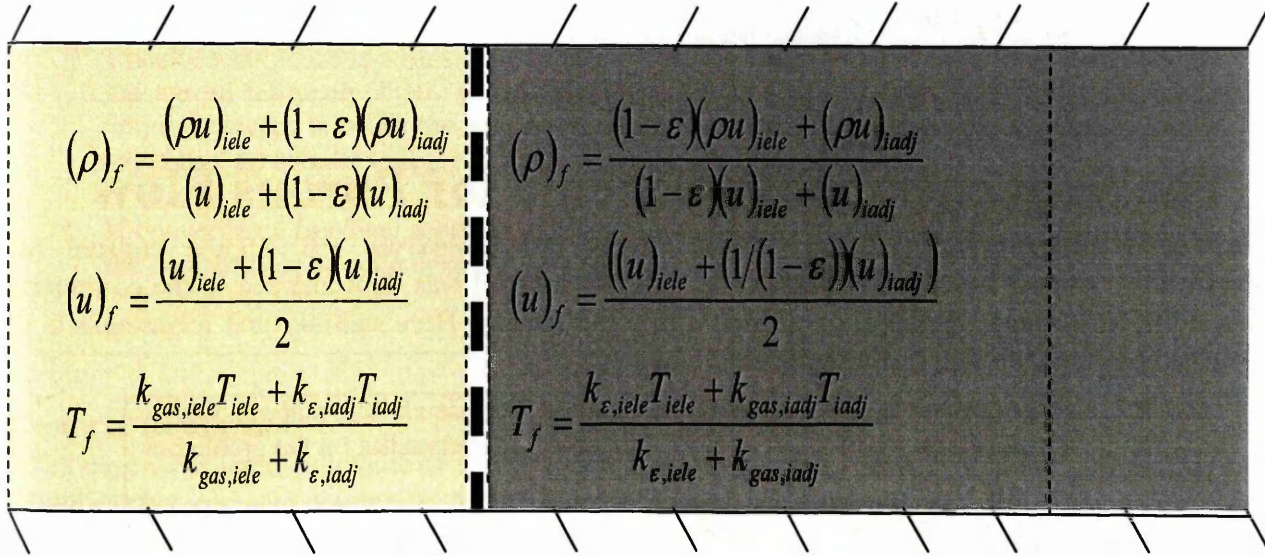 (ρ)_f = ((ρu)_iele + (1−ε)(ρu)_iadj) / ((u)_iele + (1−ε)(u)_iadj)
(u)_f = ((u)_iele + (1−ε)(u)_iadj) / 2
T_f = (k_gas,iele T_iele + k_ε,iadj T_iadj) / (k_gas,iele + k_ε,iadj)
(ρ)_f = ((1−ε)(ρu)_iele + (ρu)_iadj) / ((1−ε)(u)_iele + (u)_iadj)
(u)_f = ((u)_iele + (1/(1−ε))(u)_iadj) / 2
T_f = (k_ε,iele T_iele + k_gas,iadj T_iadj) / (k_ε,iele + k_gas,iadj)